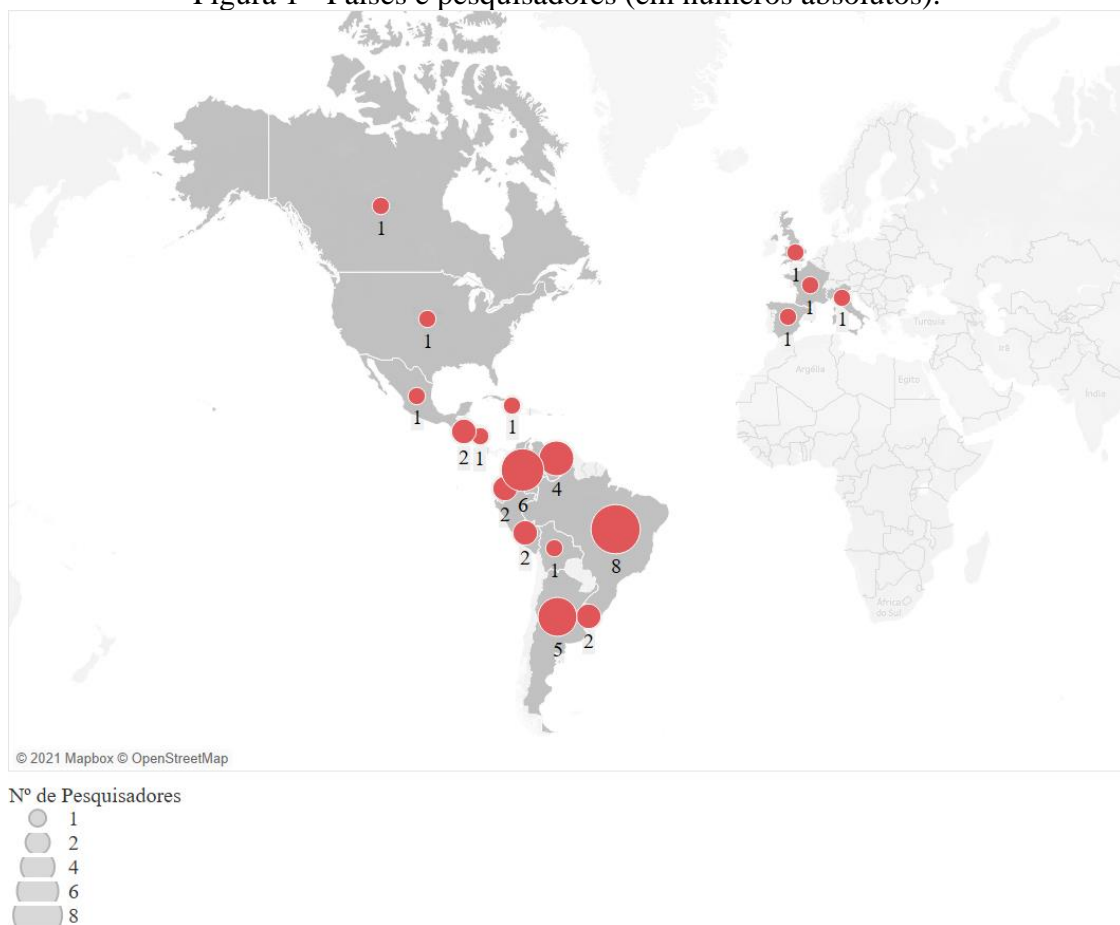 Figura 1 - Países e pesquisadores (em números absolutos).
1
1
1
1
1
1
Turquia
Irã
Argélia
Egito
Índia
1
1
2 1
4
6
2
2
1
8
África
do Sul
5
2
© 2021 Mapbox © OpenStreetMap
Nº de Pesquisadores
1
2
4
6
8